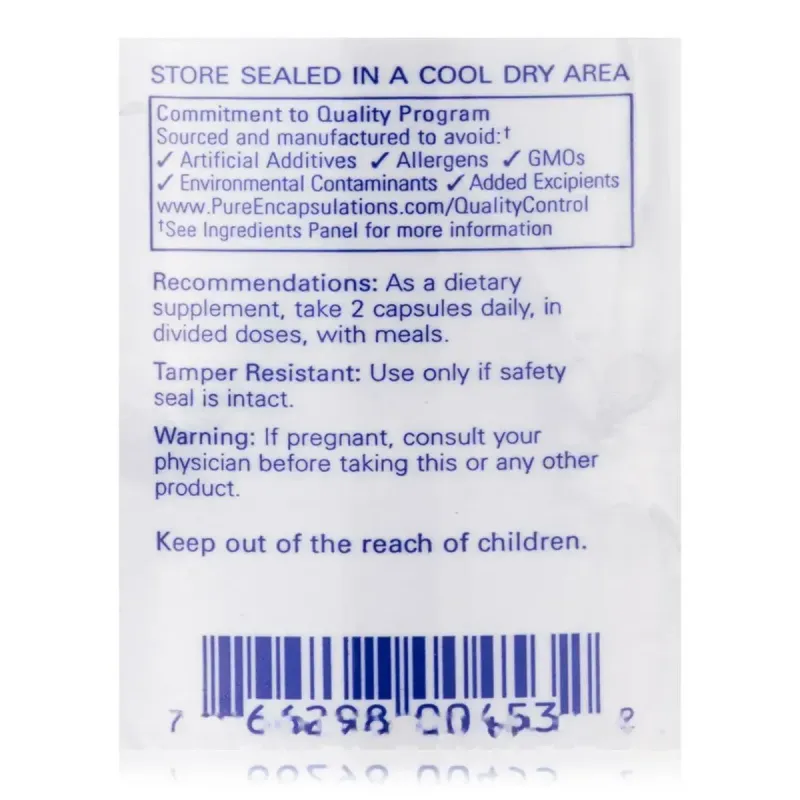 STORE SEALED IN A COOL DRY AREA
Commitment to Quality Program
Sourced and manufactured to avoid:†
✓ Artificial Additives ✓ Allergens ✓ GMOs
✓ Environmental Contaminants ✓ Added Excipients
www.PureEncapsulations.com/QualityControl
†See Ingredients Panel for more information
Recommendations: As a dietary
supplement, take 2 capsules daily, in
divided doses, with meals.
Tamper Resistant: Use only if safety
seal is intact.
Warning: If pregnant, consult your
physician before taking this or any other
product.
Keep out of the reach of children.
7